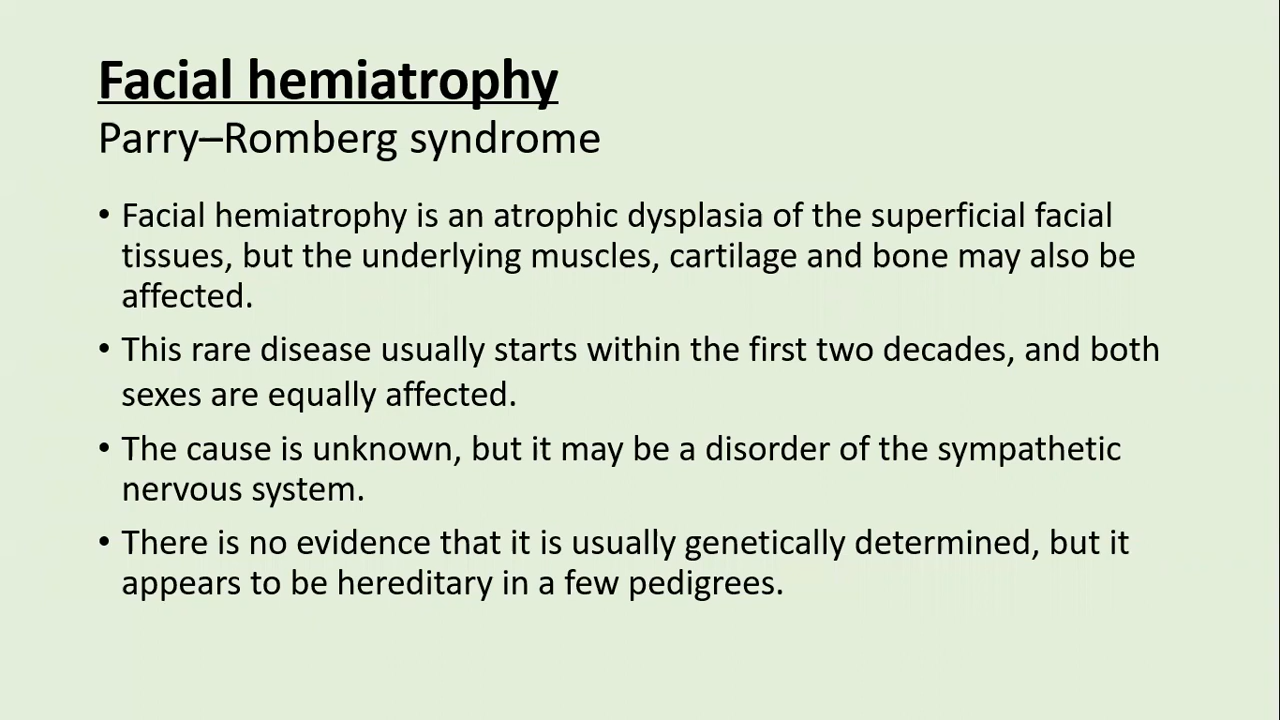 Facial hemiatrophy
Parry–Romberg syndrome
• Facial hemiatrophy is an atrophic dysplasia of the superficial facial
tissues, but the underlying muscles, cartilage and bone may also be
affected.
• This rare disease usually starts within the first two decades, and both
sexes are equally affected.
• The cause is unknown, but it may be a disorder of the sympathetic
nervous system.
• There is no evidence that it is usually genetically determined, but it
appears to be hereditary in a few pedigrees.